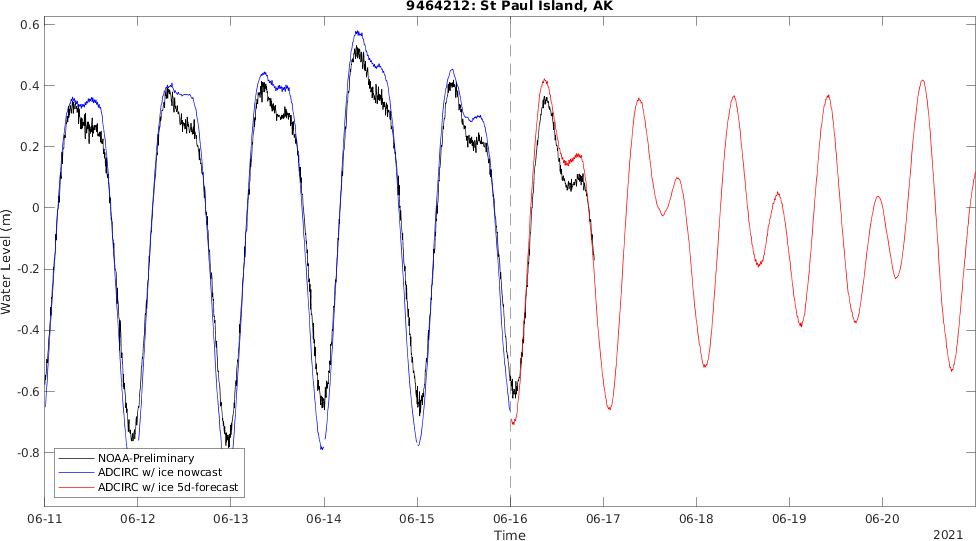 9464212: St Paul Island, AK
0.6
0.4
0.2
0
-0.2
-0.4
-0.6
-0.8
Water Level (m)
NOAA-Preliminary
ADCIRC w/ ice nowcast
ADCIRC w/ ice 5d-forecast
06-11 06-12 06-13 06-14 06-15 06-16 06-17 06-18 06-19 06-20
Time
2021